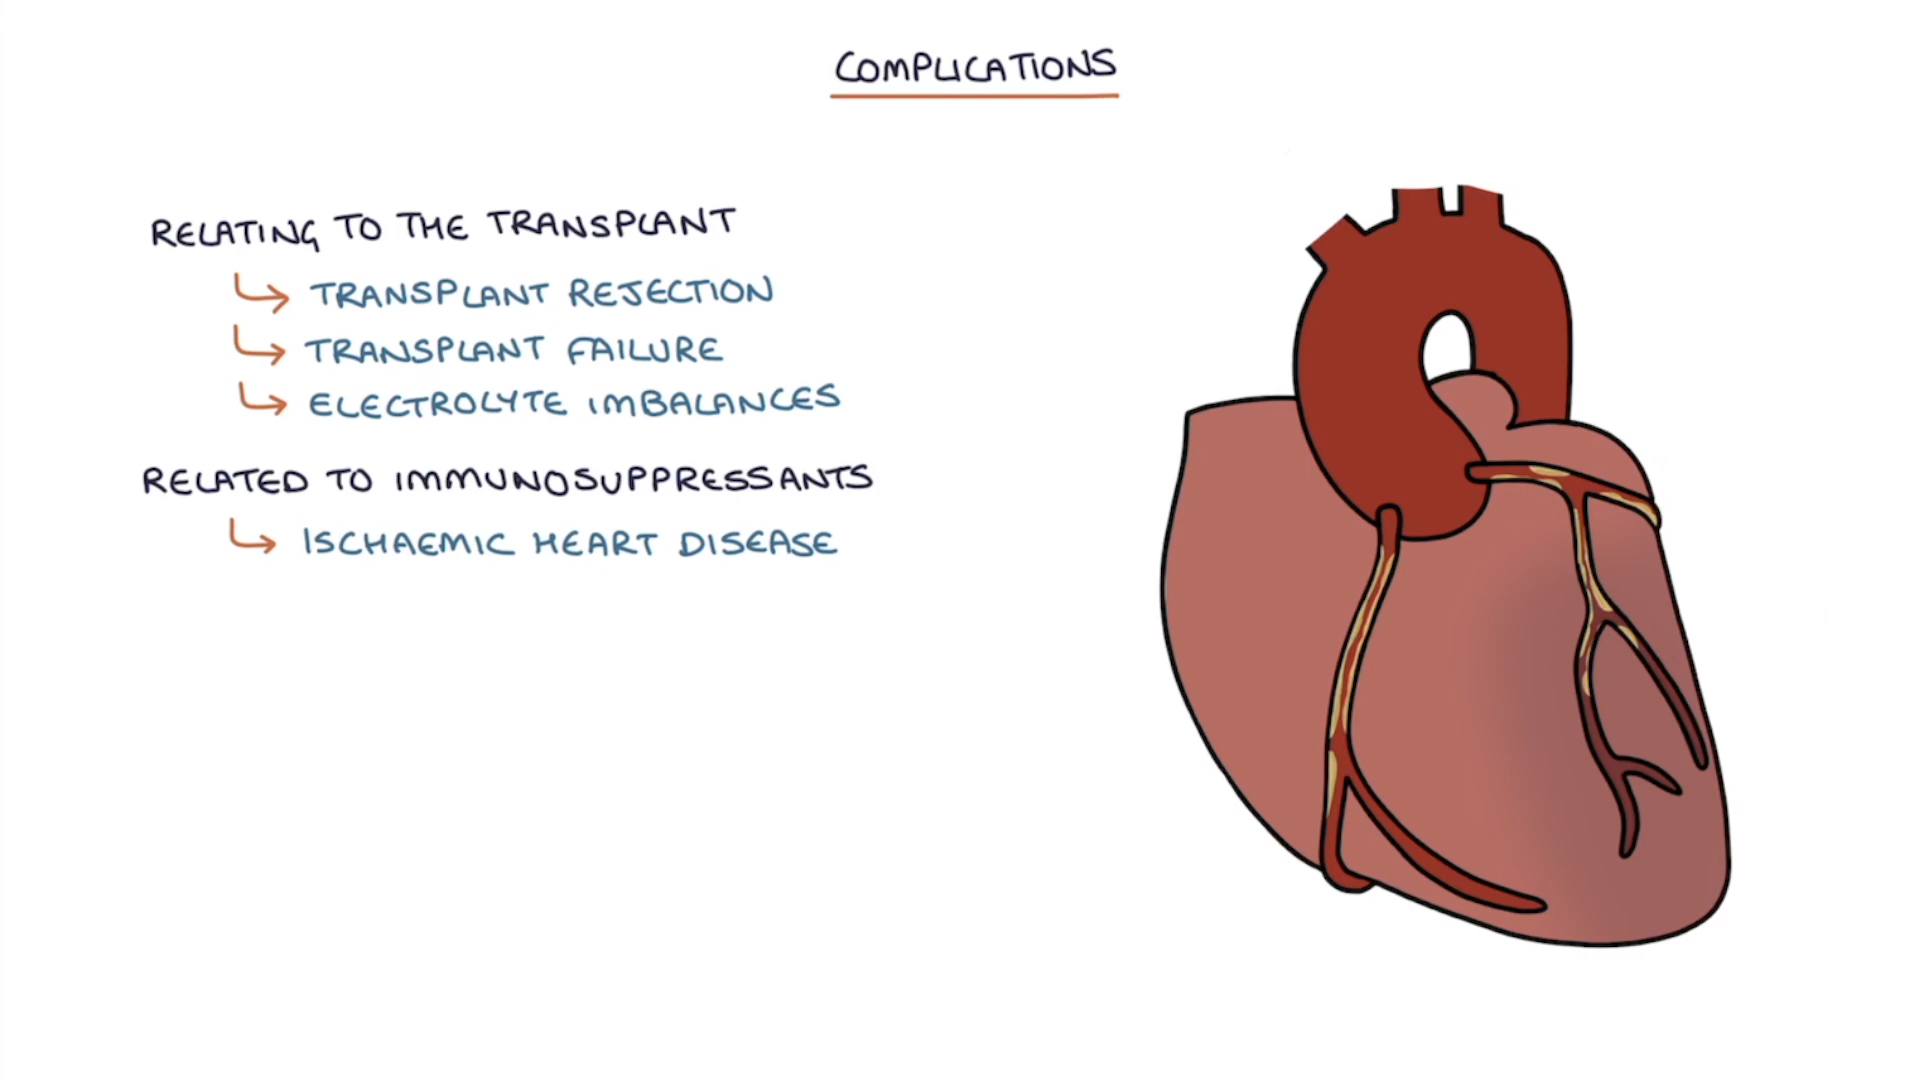 COMPLICATIONS
RELATING TO THE TRANSPLANT
TRANSPLANT REJECTION
TRANSPLANT FAILURE
ELECTROLYTE IMBALANCES
RELATED TO IMMUNOSUPPRESSANTS
ISCHAEMIC HEART DISEASE